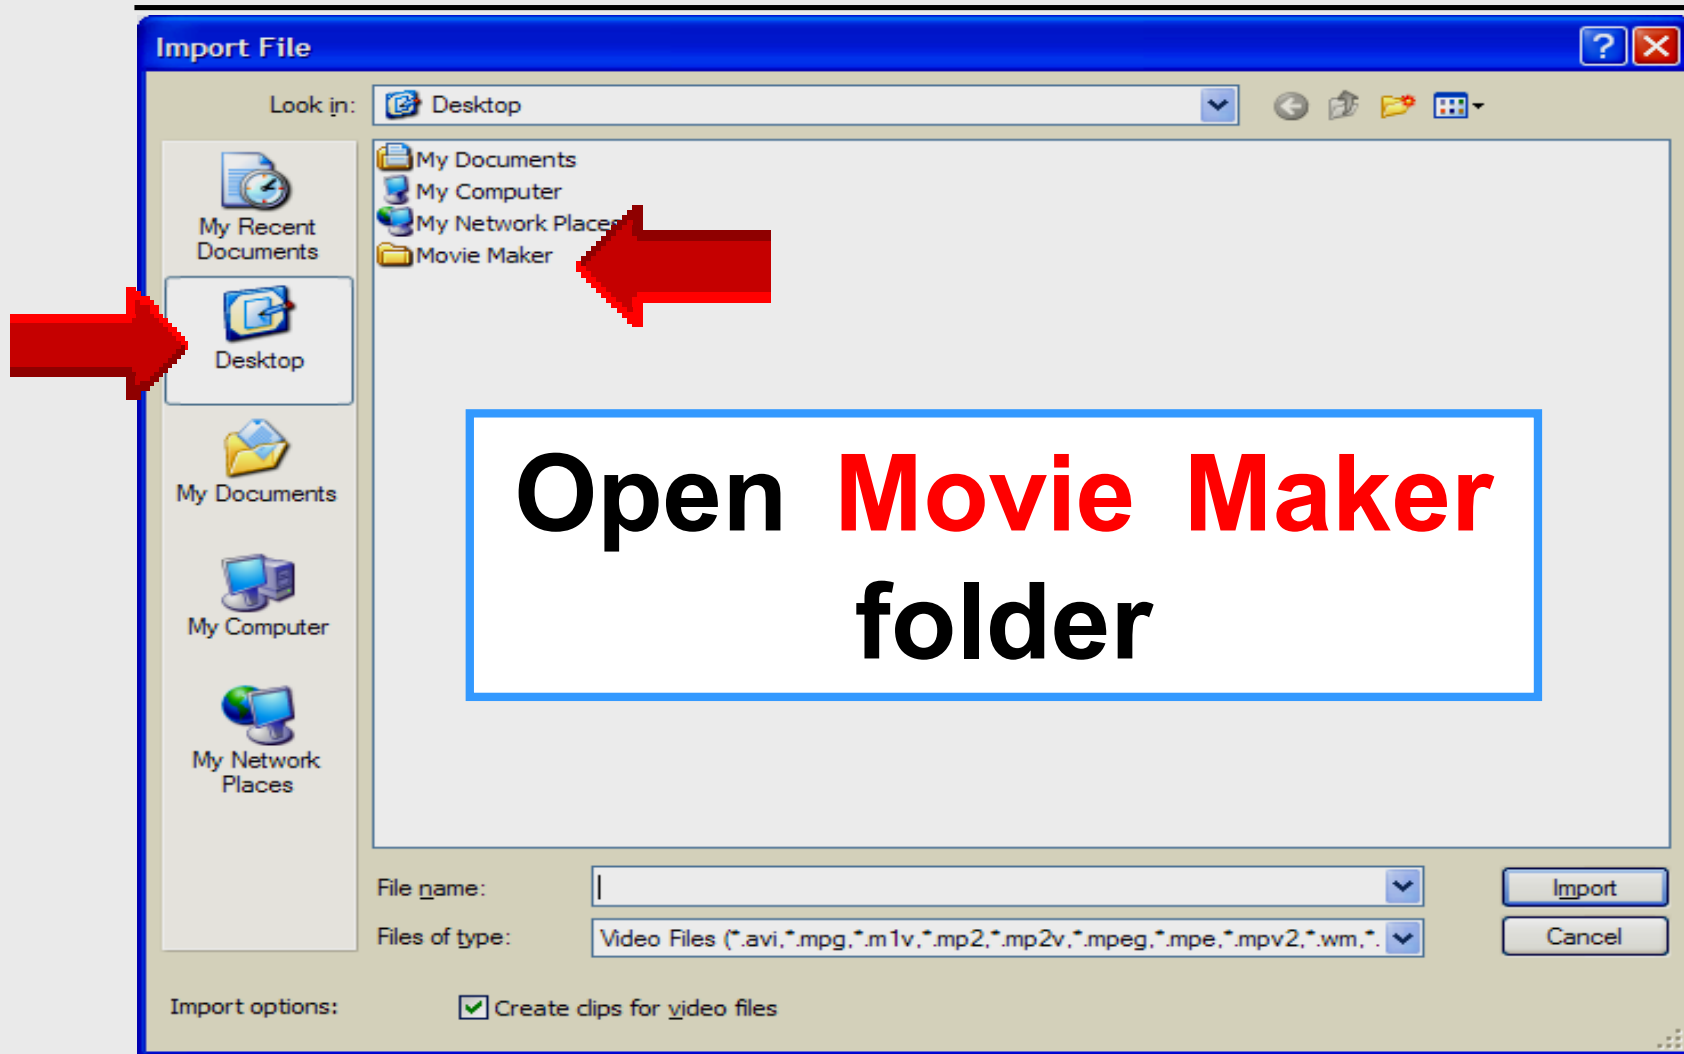 Import File
Look in:
Desktop
My Documents
My Computer
My Network Places
Movie Maker
My Recent
Documents
Desktop
My Documents
My Computer
My Network
Places
Open Movie Maker
folder
File name:
Import
Files of type:
Video Files (*.avi,*.mpg,*.m1v,*.mp2,*.mp2v,*.mpeg,*.mpe,*.mpv2,*.wm,*.
Cancel
Import options:
Create clips for video files